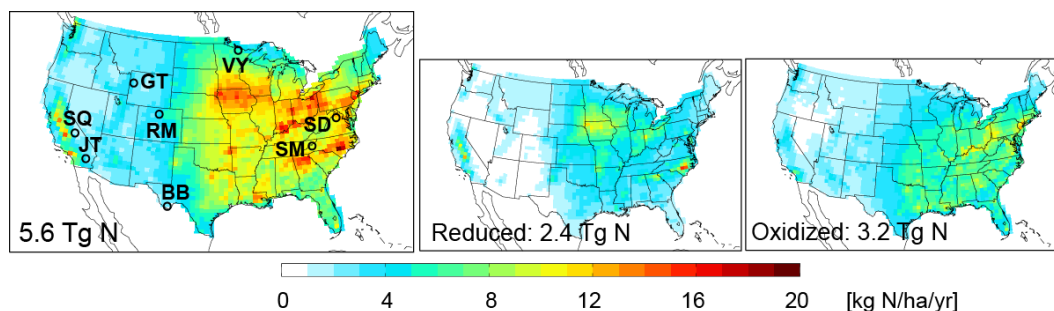 VY
GT
SQ
RM
SD
JT
SM
BB
5.6 Tg N
Reduced: 2.4 Tg N
Oxidized: 3.2 Tg N
0 4 8 12 16 20 [kg N/ha/yr]